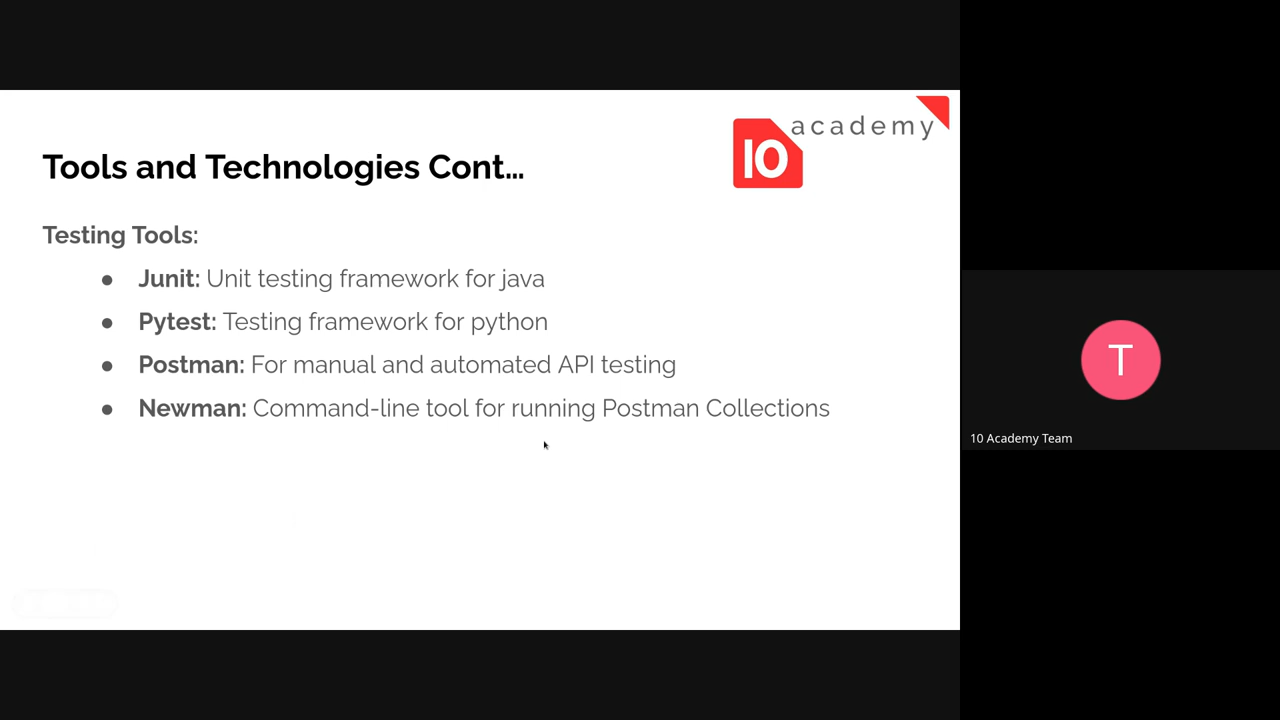 10 academy
Tools and Technologies Cont...
Testing Tools:
● Junit: Unit testing framework for java
● Pytest: Testing framework for python
● Postman: For manual and automated API testing
● Newman: Command-line tool for running Postman Collections
T
10 Academy Team